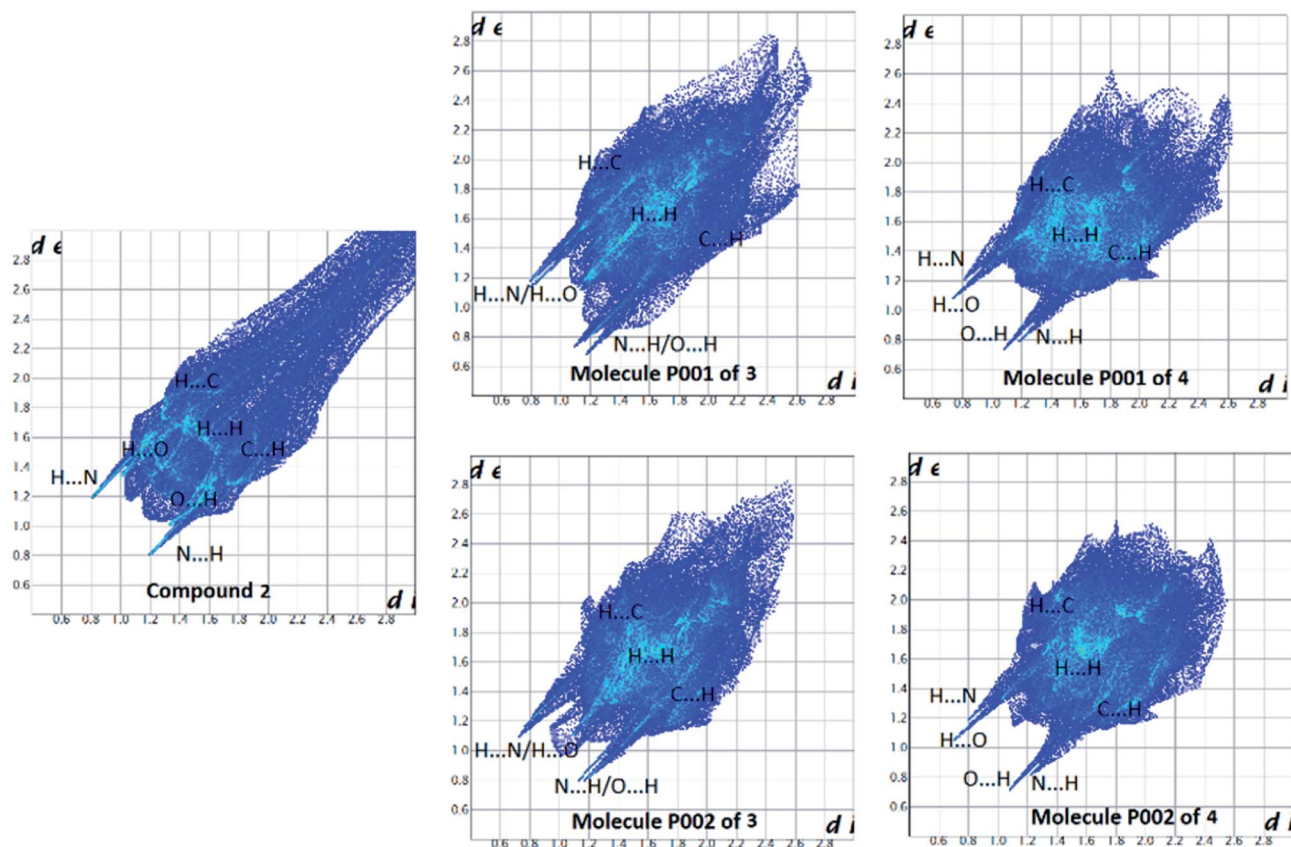 d e
2.8
2.6
2.4
2.2
2.0
1.8
1.6
1.4
1.2
1.0
0.8
0.6
H...C
H...H
C...H
H...N/H...O
N...H/O...H
Molecule P001 of 3
d i
0.6 0.8 1.0 1.2 1.4 1.6 1.8 2.0 2.2 2.4 2.6 2.8
d e
2.8
2.6
2.4
2.2
2.0
1.8
1.6
1.4
1.2
1.0
0.8
0.6
H...C
H...H
C...H
H...N
H...O
O...H
N...H
Molecule P001 of 4
d i
0.6 0.8 1.0 1.2 1.4 1.6 1.8 2.0 2.2 2.4 2.6 2.8
d e
2.8
2.6
2.4
2.2
2.0
1.8
1.6
1.4
1.2
1.0
0.8
0.6
H...C
H...H
H...O
C...H
H...N
O...H
N...H
Compound 2
d i
0.6 0.8 1.0 1.2 1.4 1.6 1.8 2.0 2.2 2.4 2.6 2.8
d e
2.8
2.6
2.4
2.2
2.0
1.8
1.6
1.4
1.2
1.0
0.8
0.6
H...C
H...H
C...H
H...N/H...O
N...H/O...H
Molecule P002 of 3
d i
0.6 0.8 1.0 1.2 1.4 1.6 1.8 2.0 2.2 2.4 2.6 2.8
d e
2.8
2.6
2.4
2.2
2.0
1.8
1.6
1.4
1.2
1.0
0.8
0.6
H...C
H...H
C...H
H...N
H...O
O...H
N...H
Molecule P002 of 4
d i
0.6 0.8 1.0 1.2 1.4 1.6 1.8 2.0 2.2 2.4 2.6 2.8